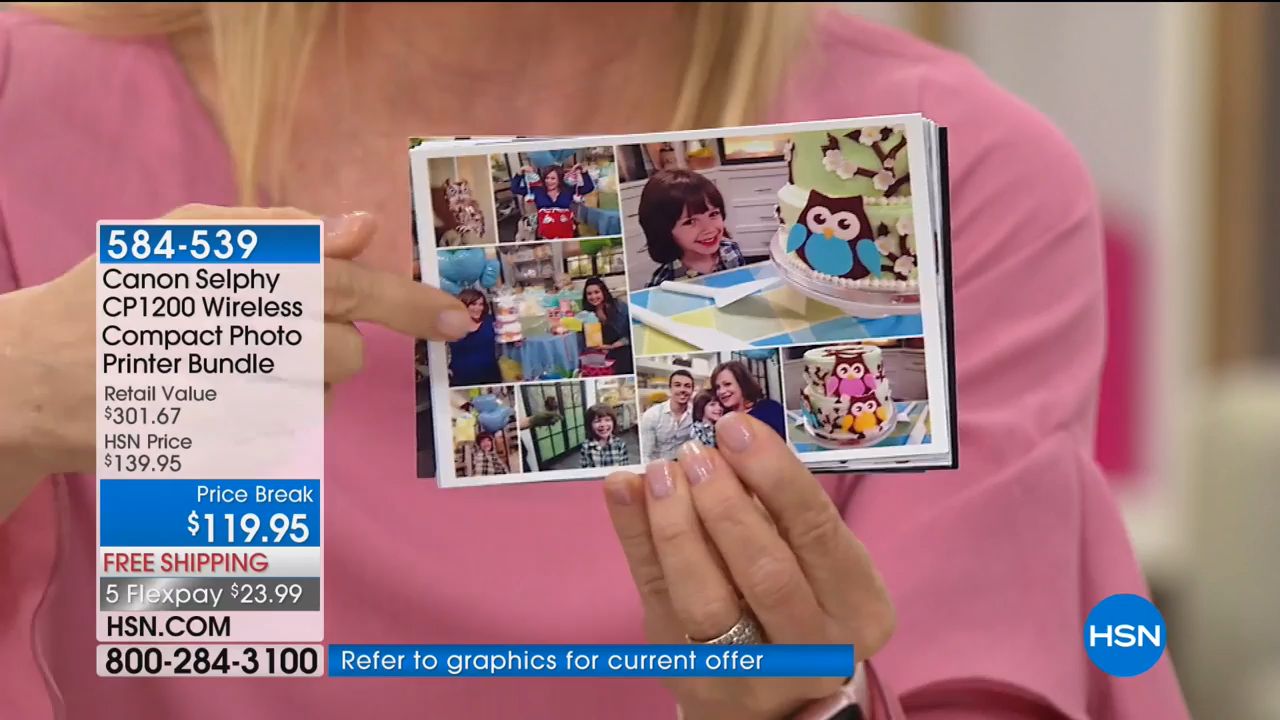 584-539
Canon Selphy
CP1200 Wireless
Compact Photo
Printer Bundle
Retail Value
$301.67
HSN Price
$139.95
Price Break
$119.95
FREE SHIPPING
5 Flexpay $23.99
HSN.COM
800-284-3100
Refer to graphics for current offer
HSN